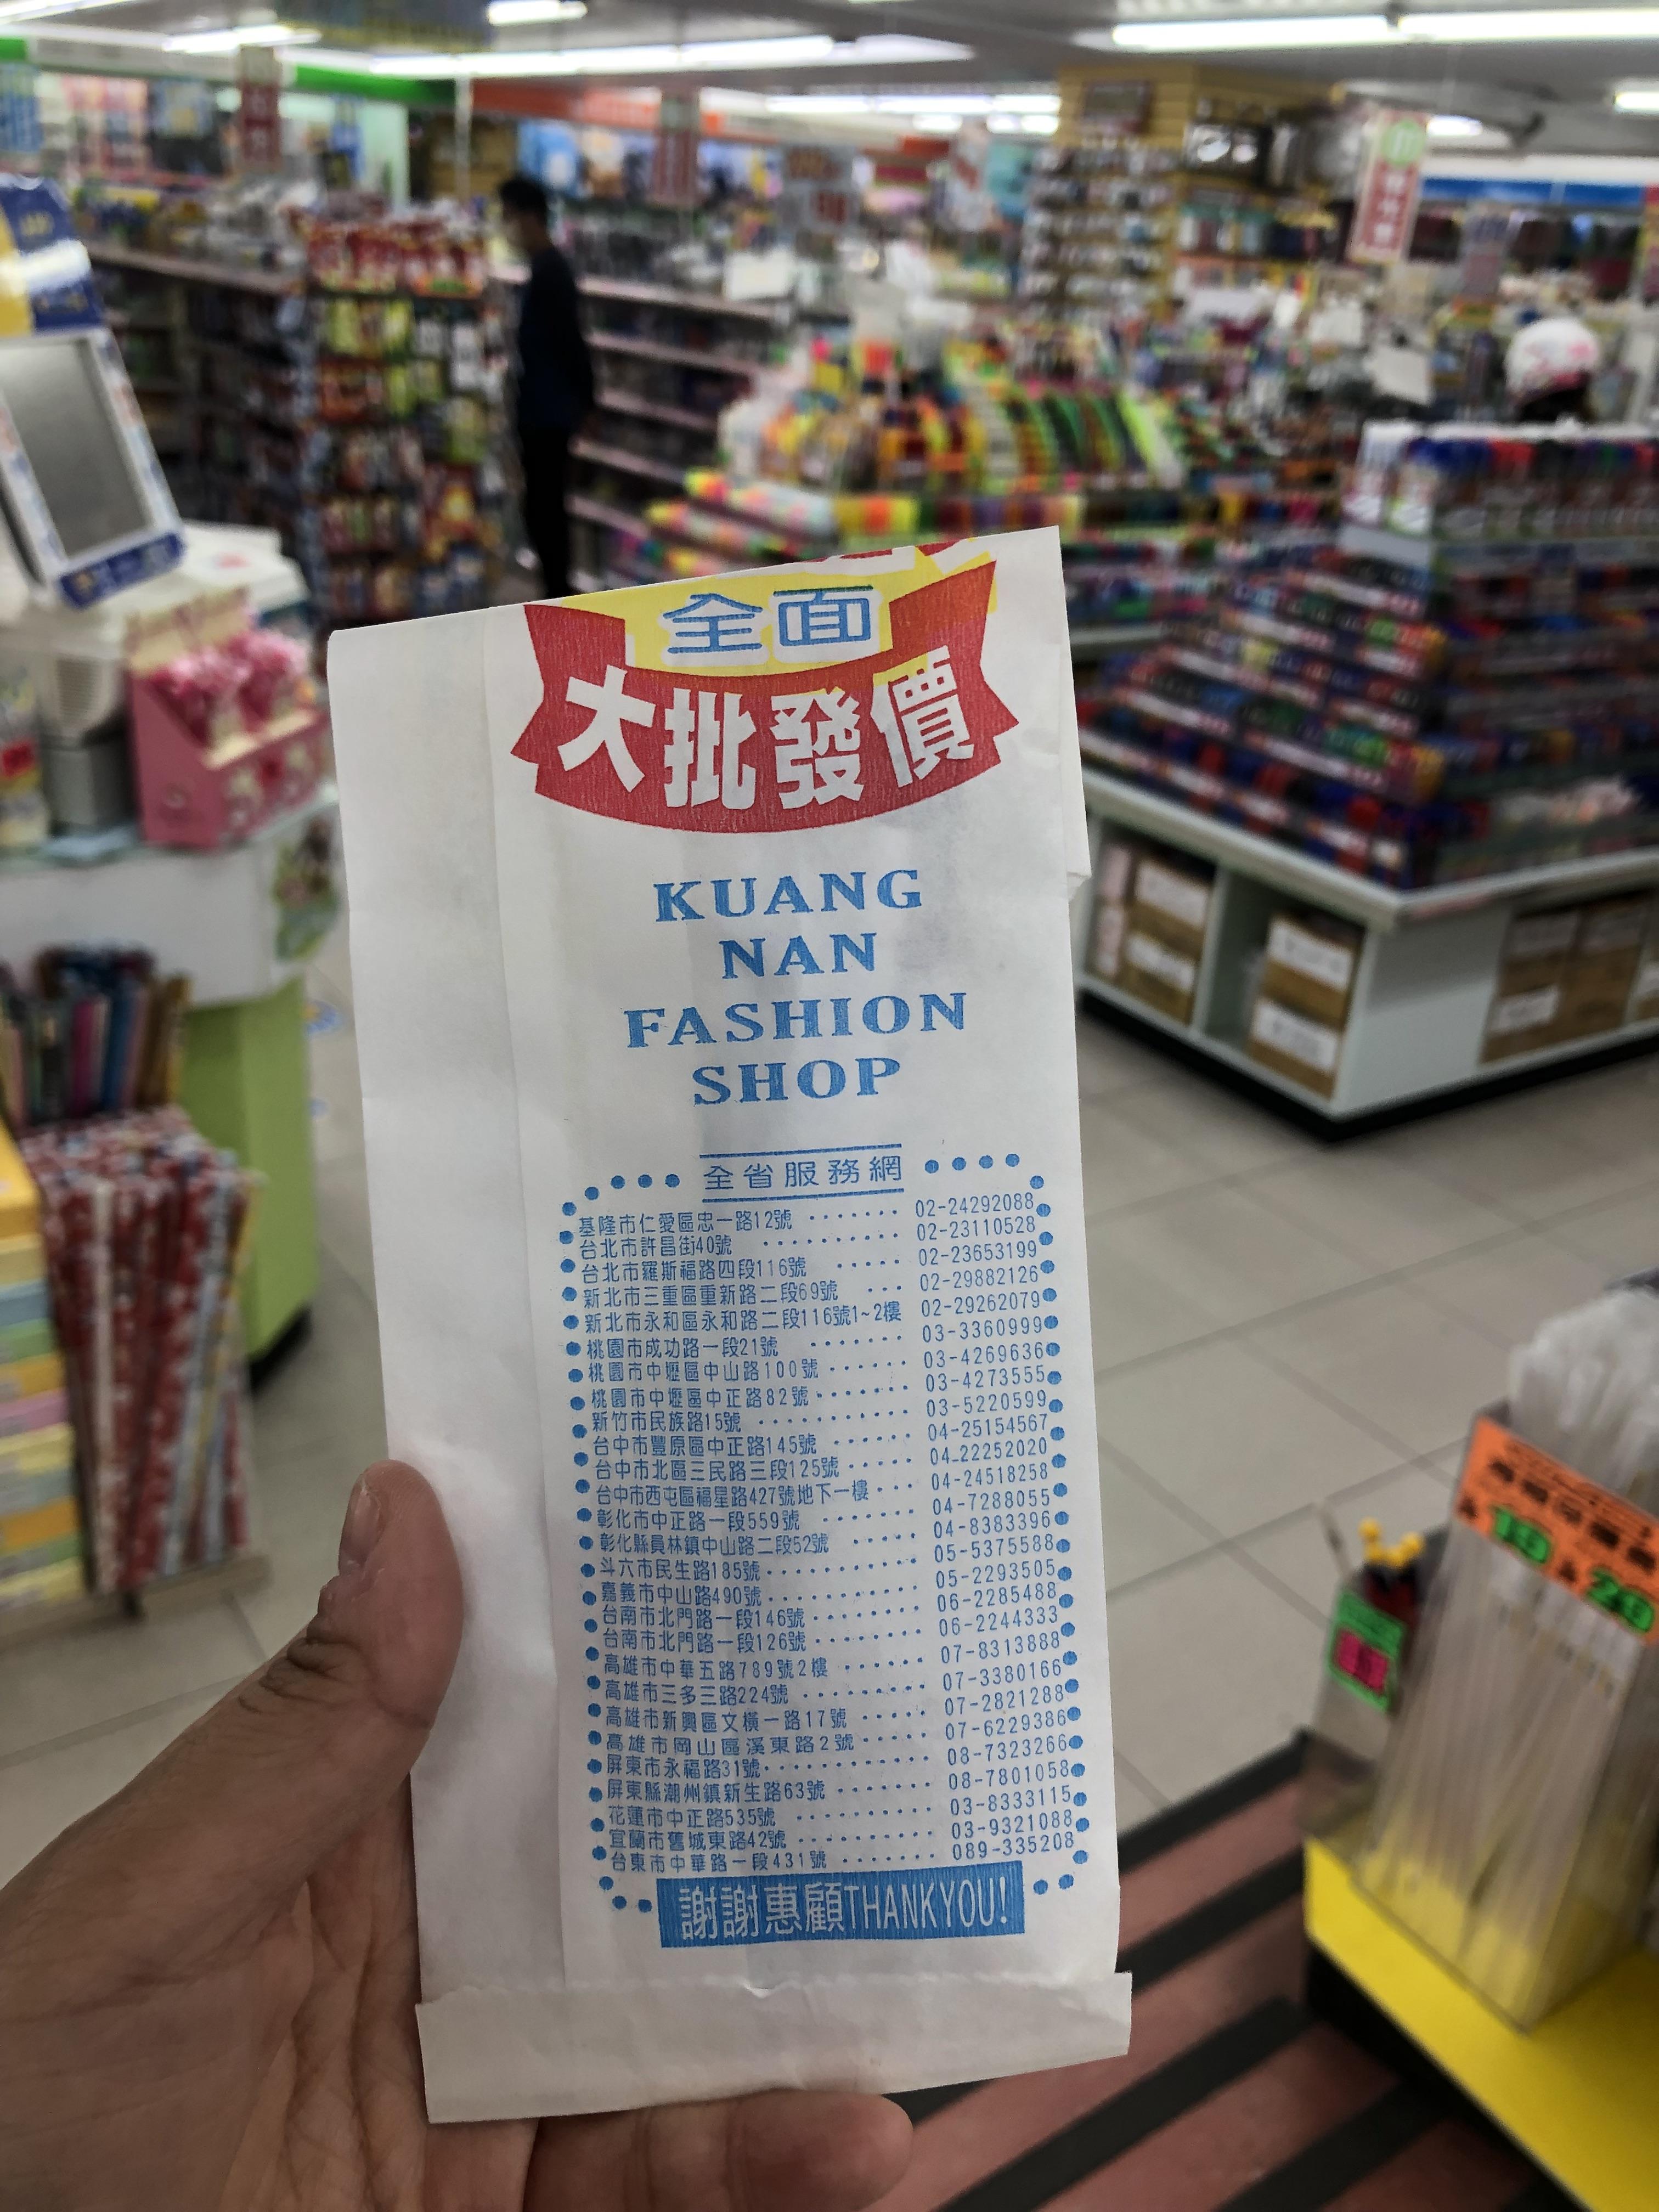 全面
大批發價
KUANG
NAN
FASHION
SHOP
全省服務網
基隆市仁愛區忠一路12號 ······· 02-24292088
台北市許昌街40號 ·········· 02-23110528
台北市羅斯福路四段116號 ····· 02-23653199
新北市三重區重新路二段69號 ··· 02-29882126
新北市永和區永和路二段116號1~2樓 02-29262079
桃園市成功路一段21號 ······· 03-3360999
桃園市中壢區中山路100號 ······ 03-4269636
桃園市中壢區中正路82號 ······· 03-4273555
新竹市民族路15號 ··········· 03-5220599
台中市豐原區中正路145號 ······ 04-25154567
台中市北區三民路三段125號 ····· 04-22252020
台中市西屯區福星路427號地下一樓 ··· 04-24518258
彰化市中正路一段559號 ········ 04-7288055
彰化縣員林鎮中山路二段52號 ····· 04-8383396
斗六市民生路185號 ··········· 05-5375588
嘉義市中山路490號 ··········· 05-2293505
台南市北門路一段146號 ········ 06-2285488
台南市北門路一段126號 ········ 06-2244333
高雄市中華五路789號2樓 ······ 07-8313888
高雄市三多三路224號 ········· 07-3380166
高雄市新興區文橫一路17號 ····· 07-2821288
高雄市岡山區溪東路2號 ······ 07-6229386
屏東市永福路31號 ··········· 08-7323266
屏東縣潮州鎮新生路63號 ······· 08-7801058
花蓮市中正路535號 ·········· 03-8333115
宜蘭市舊城東路42號 ·········· 03-9321088
台東市中華路一段431號 ······· 089-335208
謝謝惠顧THANKYOU!
19
29